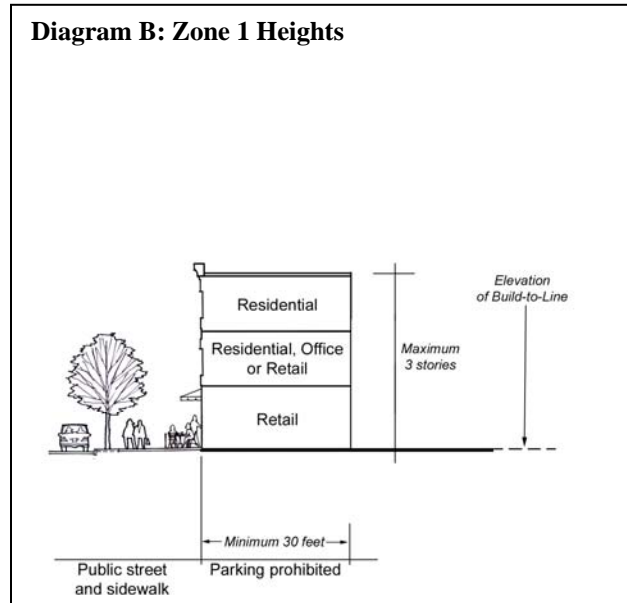 Diagram B: Zone 1 Heights
Elevation
of Build-to-Line
Residential
Residential, Office
or Retail
Maximum
3 stories
Retail
Minimum 30 feet
Public street
and sidewalk
Parking prohibited